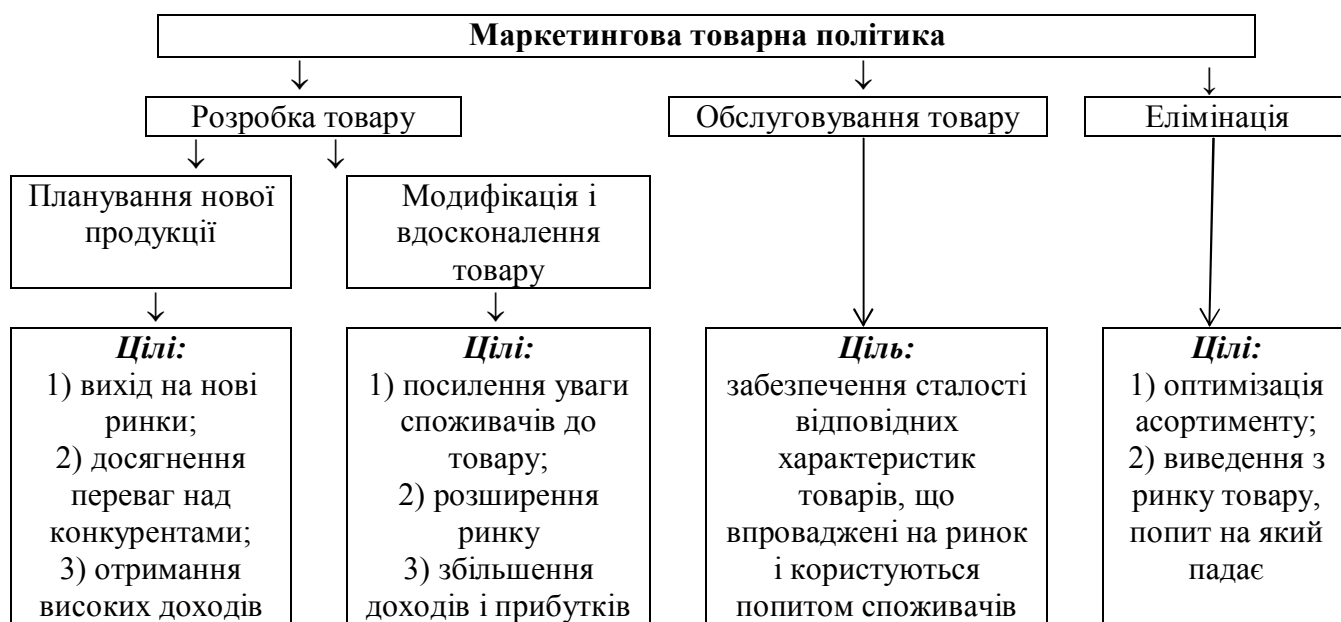 Маркетингова товарна політика
Розробка товару
Обслуговування товару
Елімінація
Планування нової
продукції
Модифікація і
вдосконалення
товару
Цілі:
1) вихід на нові
ринки;
2) досягнення
переваг над
конкурентами;
3) отримання
високих доходів
Цілі:
1) посилення уваги
споживачів до
товару;
2) розширення
ринку
3) збільшення
доходів і прибутків
Ціль:
забезпечення сталості
відповідних
характеристик
товарів, що
впроваджені на ринок
і користуються
попитом споживачів
Цілі:
1) оптимізація
асортименту;
2) виведення з
ринку товару,
попит на який
падає